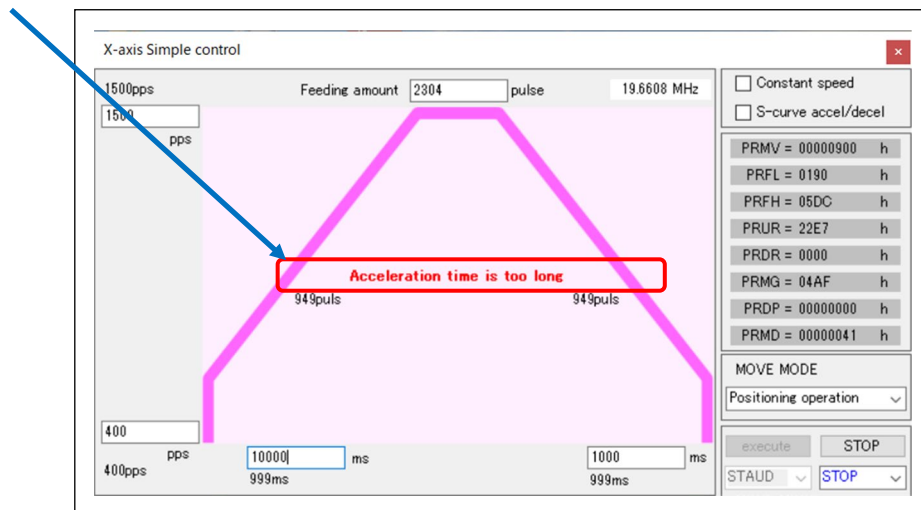 X-axis Simple control
1500pps
Feeding amount 2304 pulse
19.6608 MHz
1500
pps
Acceleration time is too long
949puls
949puls
400
pps
400pps
10000 ms
999ms
1000 ms
999ms
Constant speed
S-curve accel/decel
PRMV = 00000900 h
PRFL = 0190 h
PRFH = 05DC h
PRUR = 22E7 h
PRDR = 0000 h
PRMG = 04AF h
PRDP = 00000000 h
PRMD = 00000041 h
MOVE MODE
Positioning operation
execute STOP
STAUD STOP